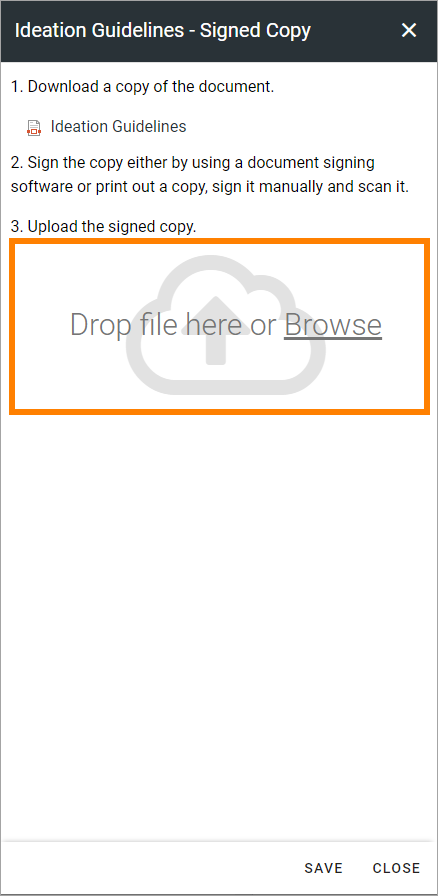 Ideation Guidelines - Signed Copy
1. Download a copy of the document.
Ideation Guidelines
2. Sign the copy either by using a document signing
software or print out a copy, sign it manually and scan it.
3. Upload the signed copy.
Drop file here or Browse
SAVE CLOSE